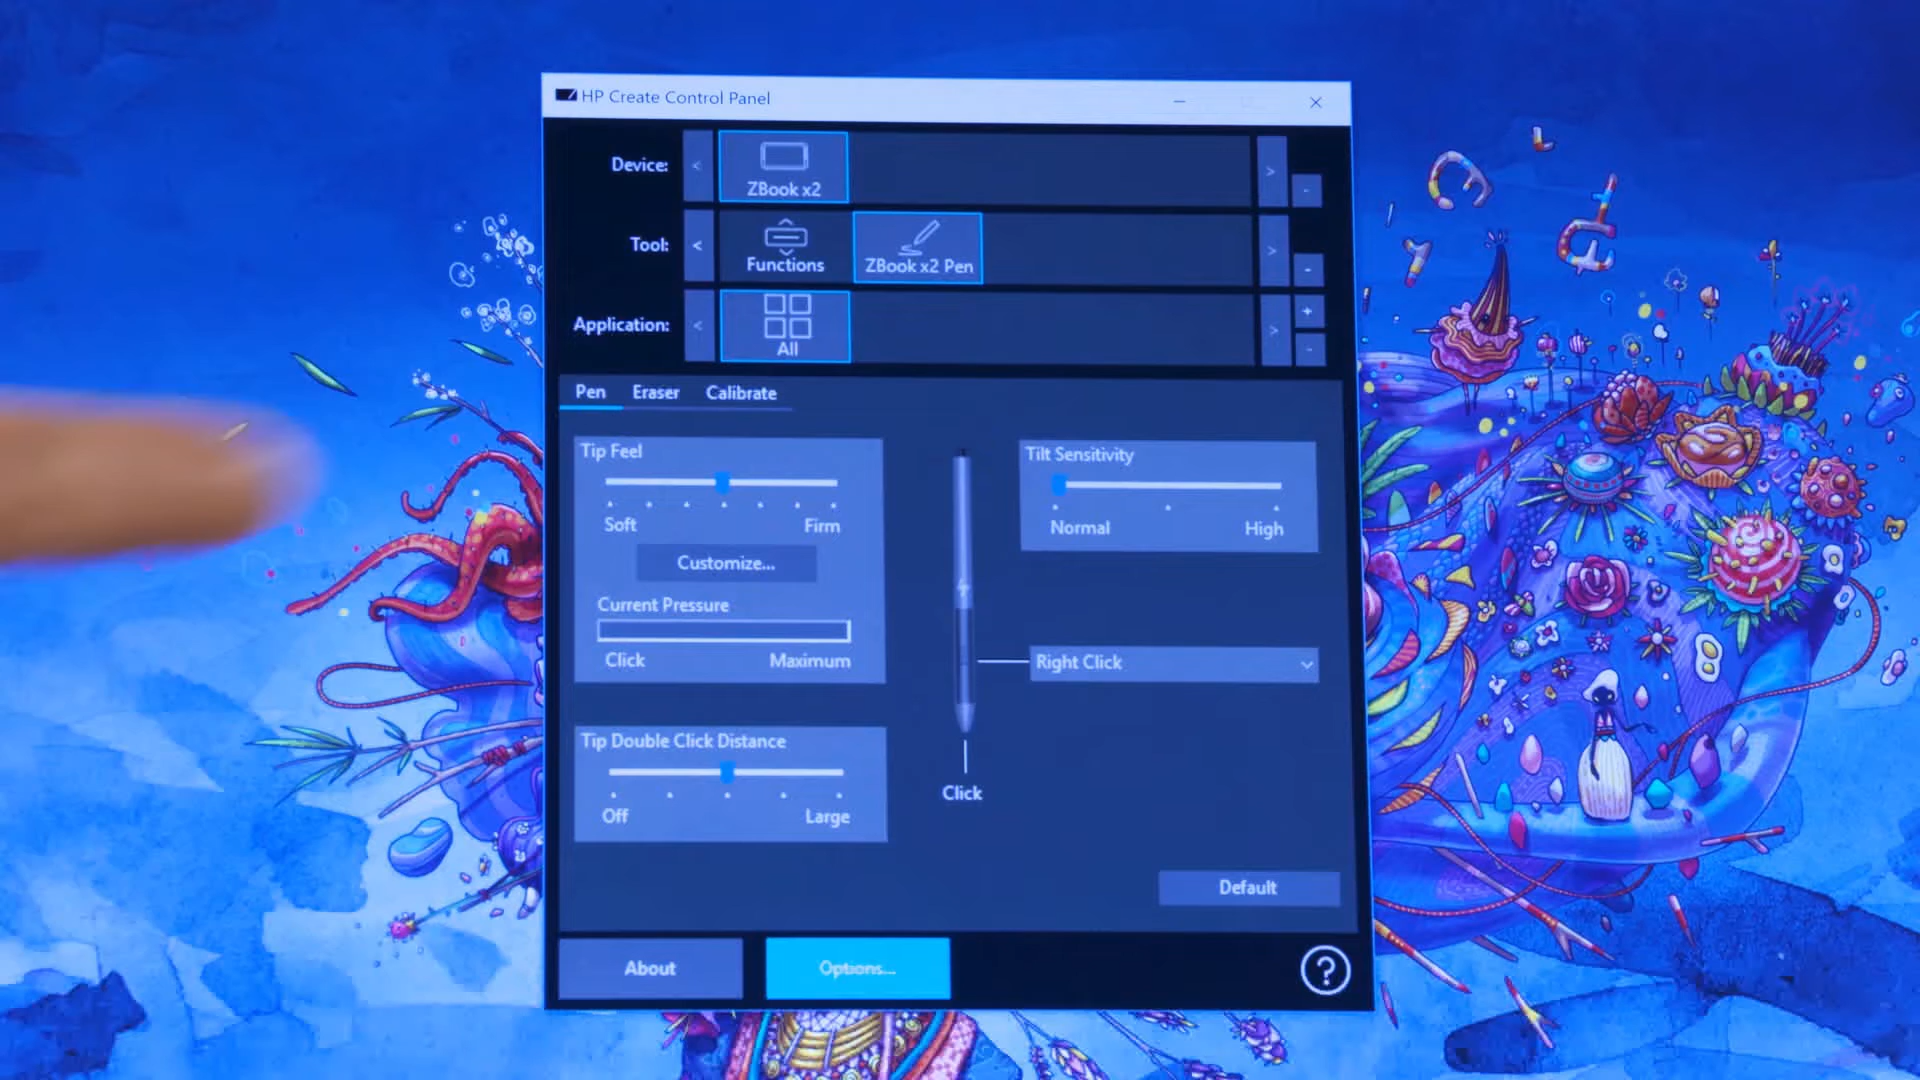 HP Create Control Panel
Device:
ZBook x2
Tool:
Functions
ZBook x2 Pen
Application:
All
Pen Eraser Calibrate
Tip Feel
Soft Firm
Customize...
Current Pressure
Click Maximum
Tilt Sensitivity
Normal High
Right Click
Tip Double Click Distance
Off Large
Click
Default
About
Options...
?